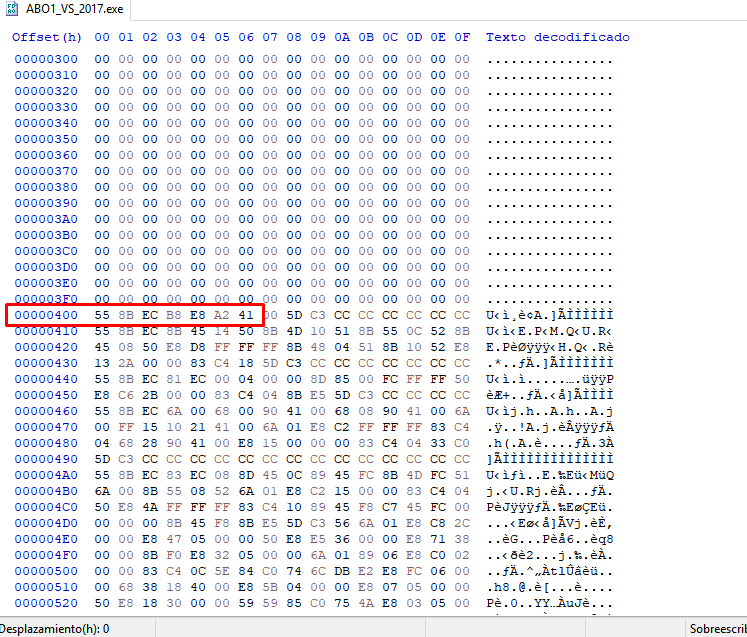 ABO1_VS_2017.exe
Offset(h) 00 01 02 03 04 05 06 07 08 09 0A 0B 0C 0D 0E 0F Texto decodificado
00000300 00 00 00 00 00 00 00 00 00 00 00 00 00 00 00 00 ................
00000310 00 00 00 00 00 00 00 00 00 00 00 00 00 00 00 00 ................
00000320 00 00 00 00 00 00 00 00 00 00 00 00 00 00 00 00 ................
00000330 00 00 00 00 00 00 00 00 00 00 00 00 00 00 00 00 ................
00000340 00 00 00 00 00 00 00 00 00 00 00 00 00 00 00 00 ................
00000350 00 00 00 00 00 00 00 00 00 00 00 00 00 00 00 00 ................
00000360 00 00 00 00 00 00 00 00 00 00 00 00 00 00 00 00 ................
00000370 00 00 00 00 00 00 00 00 00 00 00 00 00 00 00 00 ................
00000380 00 00 00 00 00 00 00 00 00 00 00 00 00 00 00 00 ................
00000390 00 00 00 00 00 00 00 00 00 00 00 00 00 00 00 00 ................
000003A0 00 00 00 00 00 00 00 00 00 00 00 00 00 00 00 00 ................
000003B0 00 00 00 00 00 00 00 00 00 00 00 00 00 00 00 00 ................
000003C0 00 00 00 00 00 00 00 00 00 00 00 00 00 00 00 00 ................
000003D0 00 00 00 00 00 00 00 00 00 00 00 00 00 00 00 00 ................
000003E0 00 00 00 00 00 00 00 00 00 00 00 00 00 00 00 00 ................
000003F0 00 00 00 00 00 00 00 00 00 00 00 00 00 00 00 00 ................
00000400 55 8B EC B8 E8 A2 41 00 5D C3 CC CC CC CC CC CC U‹ì¸è¢A.]ÃÌÌÌÌÌÌ
00000410 55 8B EC 8B 45 14 50 8B 4D 10 51 8B 55 0C 52 8B U‹ì‹E.P‹M.Q‹U.R‹
00000420 45 08 50 E8 D8 FF FF FF 8B 48 04 51 8B 10 52 E8 E.PèØÿÿÿ‹H.Q‹.Rè
00000430 13 2A 00 00 83 C4 18 5D C3 CC CC CC CC CC CC CC .*..ƒÄ.]ÃÌÌÌÌÌÌÌ
00000440 55 8B EC 81 EC 00 04 00 00 8D 85 00 FC FF FF 50 U‹ì.ì.....….üÿÿP
00000450 E8 C6 2B 00 00 83 C4 04 8B E5 5D C3 CC CC CC CC èÆ+..ƒÄ.‹å]ÃÌÌÌÌ
00000460 55 8B EC 6A 00 68 00 90 41 00 68 08 90 41 00 6A U‹ìj.h..A.h..A.j
00000470 00 FF 15 10 21 41 00 6A 01 E8 C2 FF FF FF 83 C4 .ÿ..!A.j.èÂÿÿÿƒÄ
00000480 04 68 28 90 41 00 E8 15 00 00 00 83 C4 04 33 C0 .h(.A.è....ƒÄ.3À
00000490 5D C3 CC CC CC CC CC CC CC CC CC CC CC CC CC CC ]ÃÌÌÌÌÌÌÌÌÌÌÌÌÌÌ
000004A0 55 8B EC 83 EC 08 8D 45 0C 89 45 FC 8B 4D FC 51 U‹ìƒì..E.‰Eü‹MüQ
000004B0 6A 00 8B 55 08 52 6A 01 E8 C2 15 00 00 83 C4 04 j.‹U.Rj.èÂ...ƒÄ.
000004C0 50 E8 4A FF FF FF 83 C4 10 89 45 F8 C7 45 FC 00 PèJÿÿÿƒÄ.‰EøÇEü.
000004D0 00 00 00 8B 45 F8 8B E5 5D C3 56 6A 01 E8 C8 2C ...‹Eø‹å]ÃVj.èÈ,
000004E0 00 00 E8 47 05 00 00 50 E8 E5 36 00 00 E8 71 38 ..èG...Pèå6..èq8
000004F0 00 00 8B F0 E8 32 05 00 00 6A 01 89 06 E8 C0 02 ..‹ðè2...j.‰.èÀ.
00000500 00 00 83 C4 0C 5E 84 C0 74 6C DB E2 E8 FC 06 00 ..ƒÄ.^„ÀtlÛâèü..
00000510 00 68 38 18 40 00 E8 5B 04 00 00 E8 07 05 00 00 .h8.@.è[...è....
00000520 50 E8 18 30 00 00 59 59 85 C0 75 4A E8 03 05 00 Pè.0..YY…ÀuJè...
Desplazamiento(h): 0
Sobreescrib